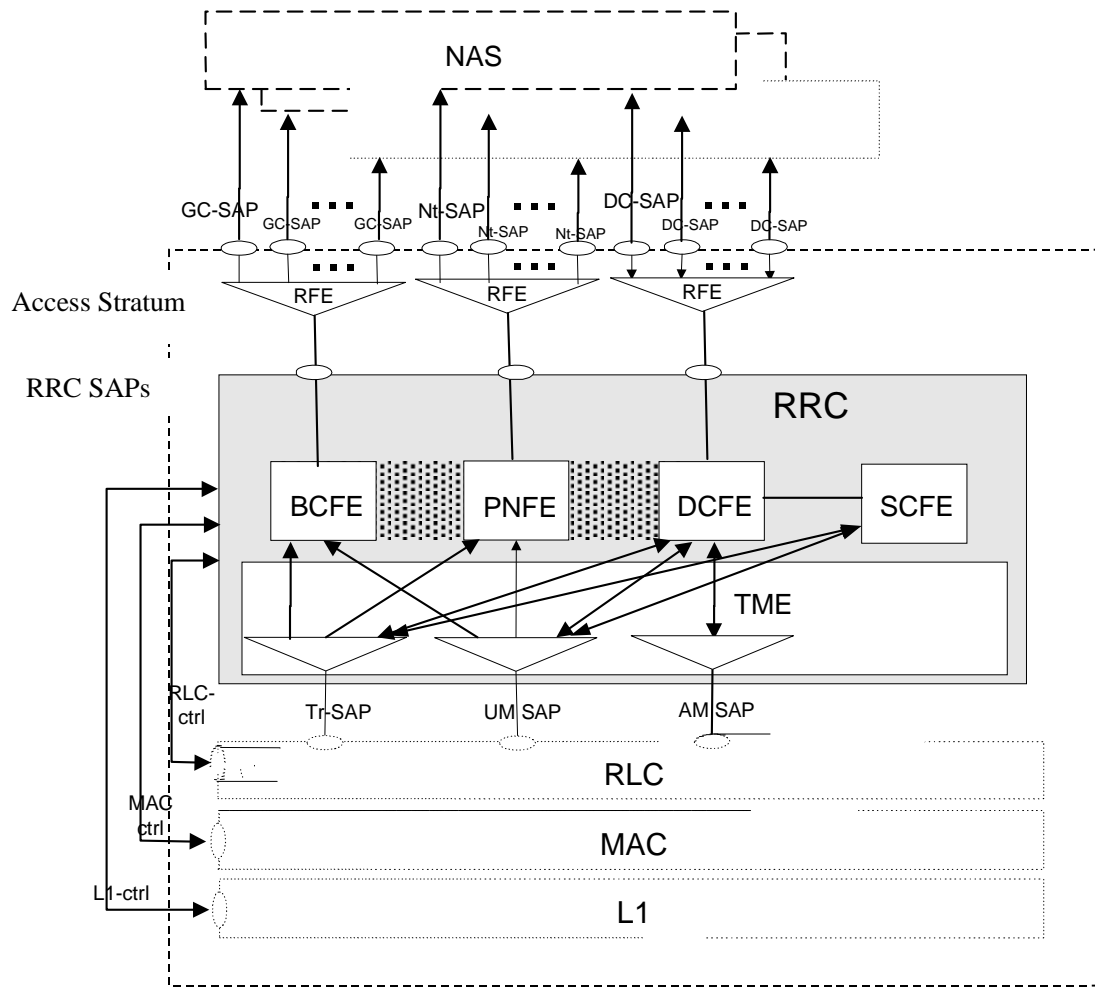 NAS
GC-SAP
GC-SAP
GC-SAP
Nt-SAP
Nt-SAP
Nt-SAP
DC-SAP
DC-SAP
DC-SAP
RFE
RFE
RFE
Access Stratum
RRC SAPs
RRC
BCFE
PNFE
DCFE
SCFE
TME
RLC-
ctrl
Tr-SAP
UM SAP
AM SAP
RLC
MAC
ctrl
MAC
L1-ctrl
L1